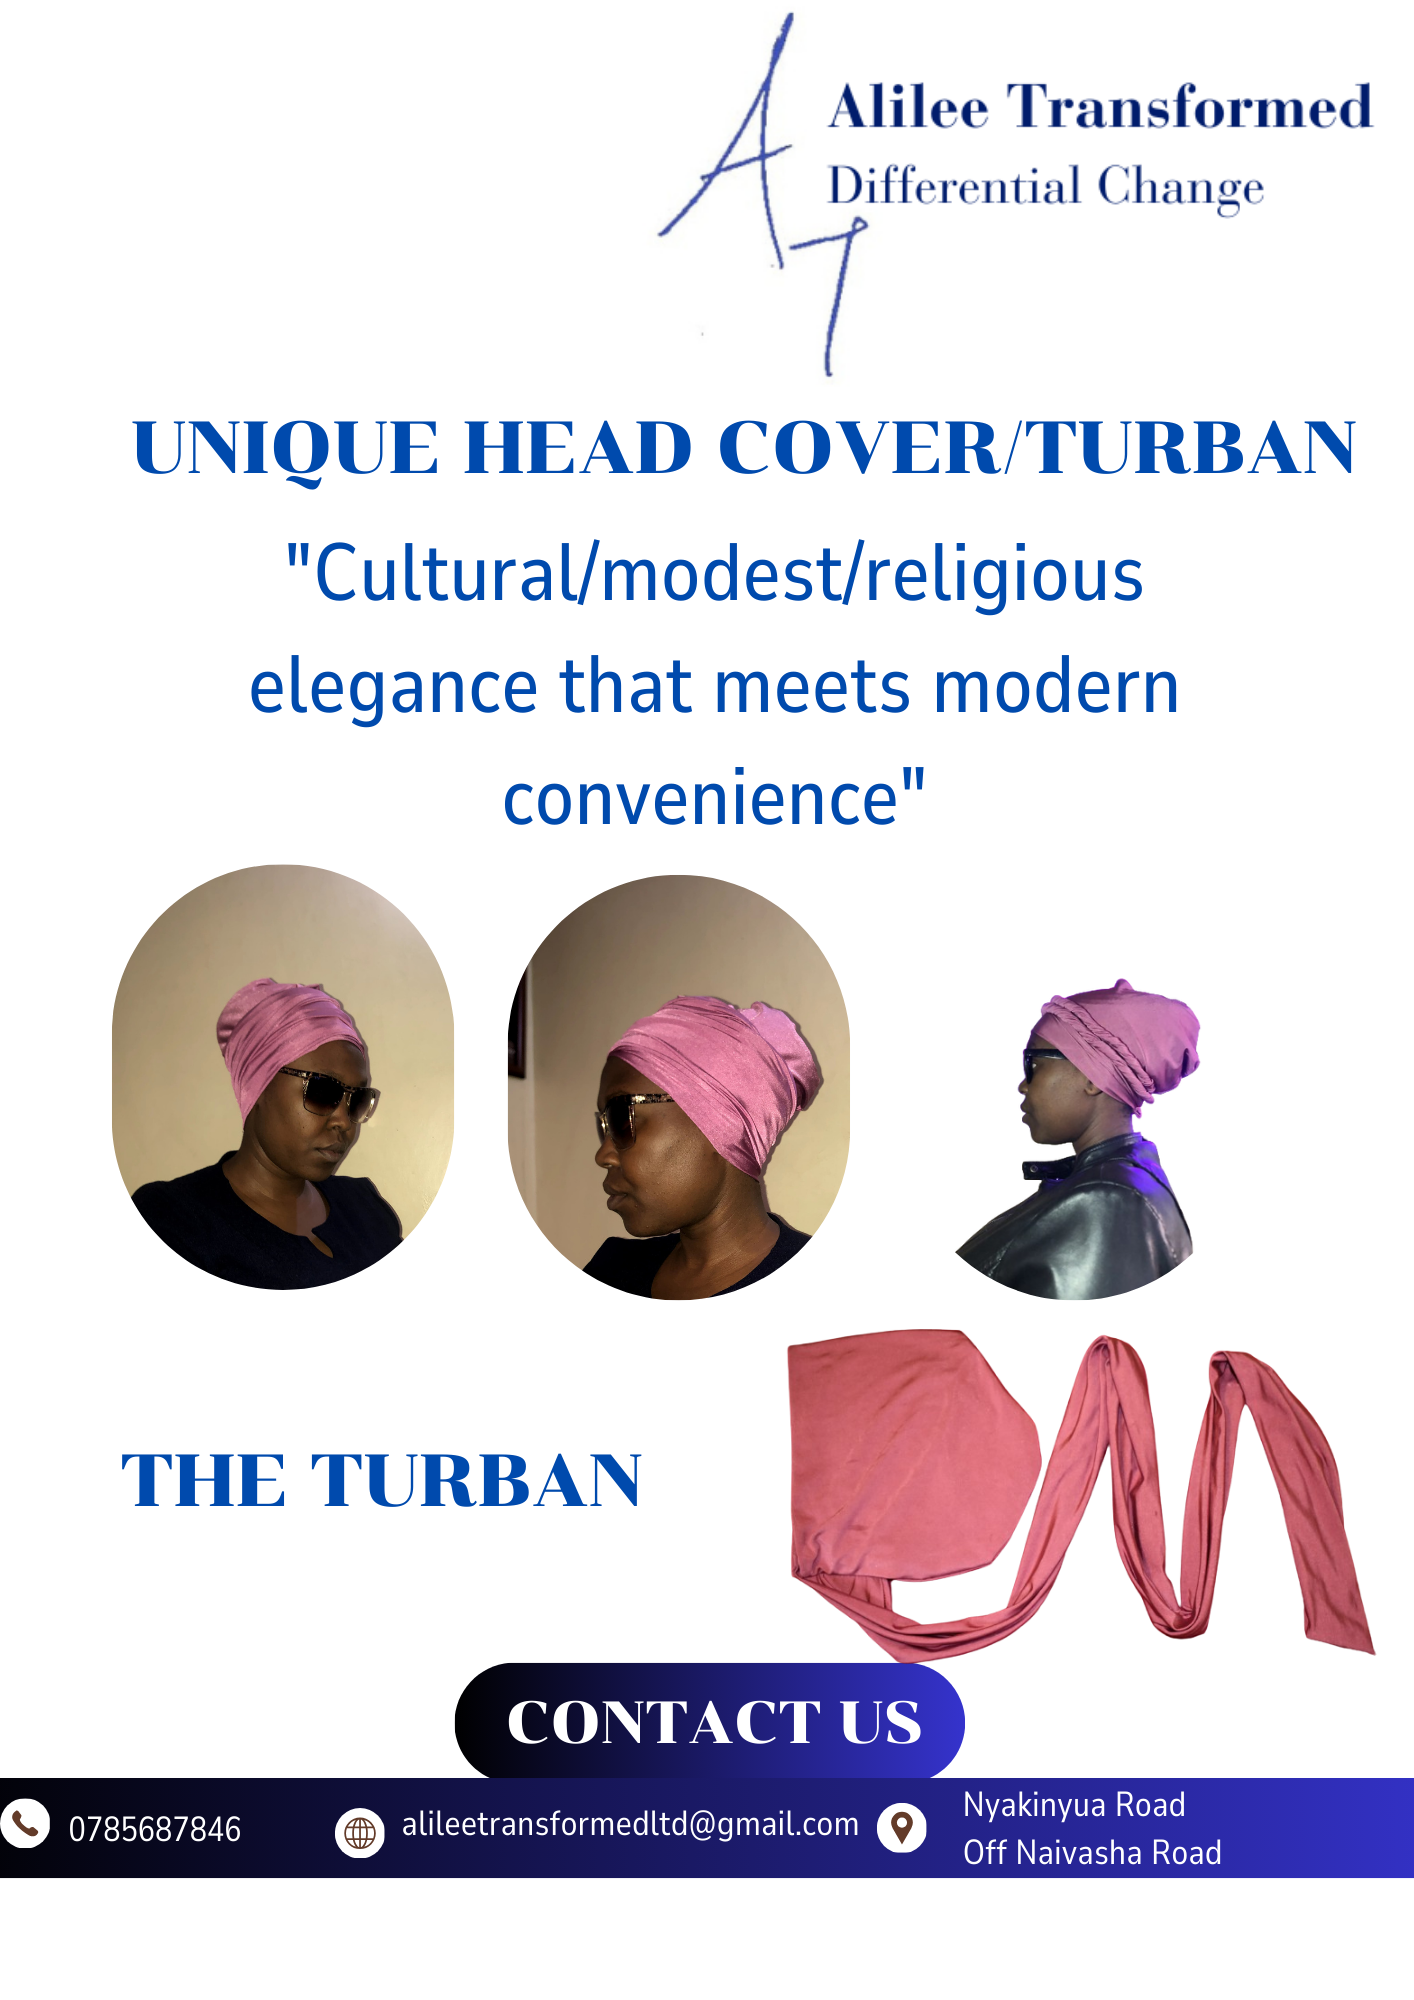 AT
Alilee Transformed
Differential Change
UNIQUE HEAD COVER/TURBAN
"Cultural/modest/religious
elegance that meets modern
convenience"
THE TURBAN
CONTACT US
0785687846
alileetransformedltd@gmail.com
Nyakinyua Road
Off Naivasha Road